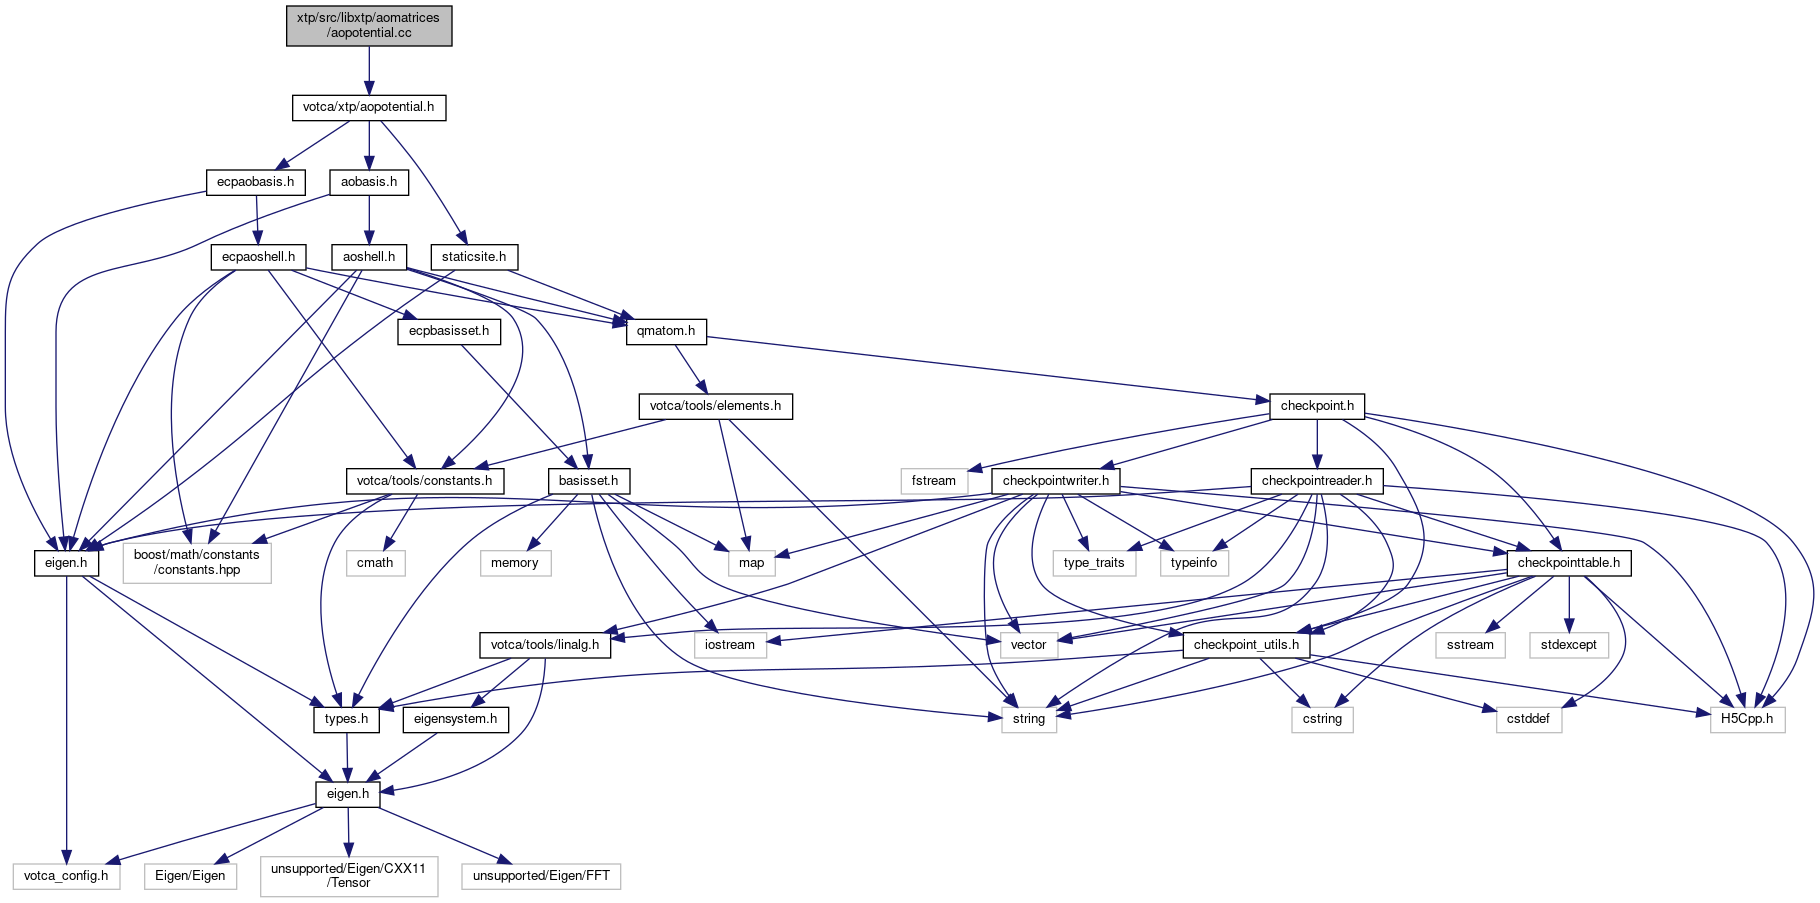 xtp/src/libxtp/aomatrices
/aopotential.cc
votca/xtp/aopotential.h
ecpaobasis.h
aobasis.h
ecpaoshell.h
aoshell.h
staticsite.h
ecpbasisset.h
qmatom.h
votca/tools/elements.h
checkpoint.h
votca/tools/constants.h
basisset.h
fstream
checkpointwriter.h
checkpointreader.h
eigen.h
boost/math/constants
/constants.hpp
cmath
memory
map
type_traits
typeinfo
checkpointtable.h
votca/tools/linalg.h
iostream
vector
checkpoint_utils.h
sstream
stdexcept
types.h
eigensystem.h
string
cstring
cstddef
H5Cpp.h
eigen.h
votca_config.h
Eigen/Eigen
unsupported/Eigen/CXX11
/Tensor
unsupported/Eigen/FFT